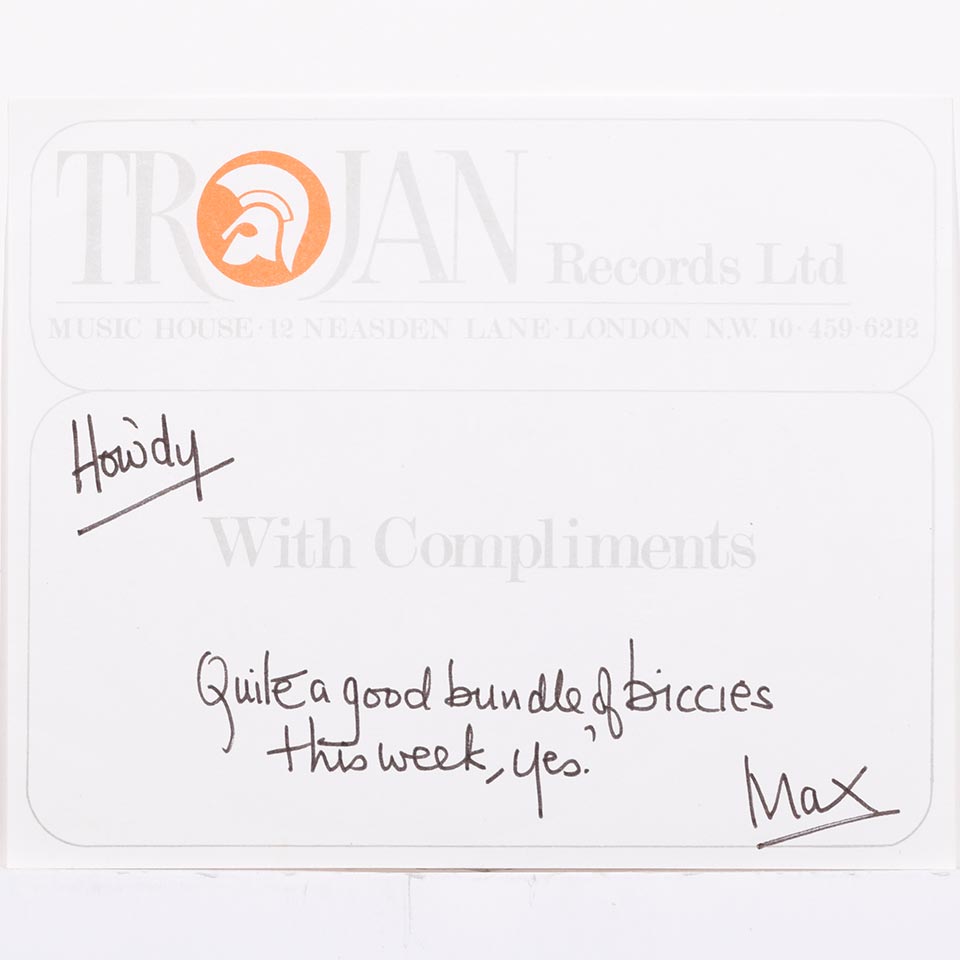 TROJAN Records Ltd
MUSIC HOUSE·12 NEASDEN LANE·LONDON N.W. 10·459·6212
Howdy
With Compliments
Quite a good bundle of biccies
this week, yes?
Max